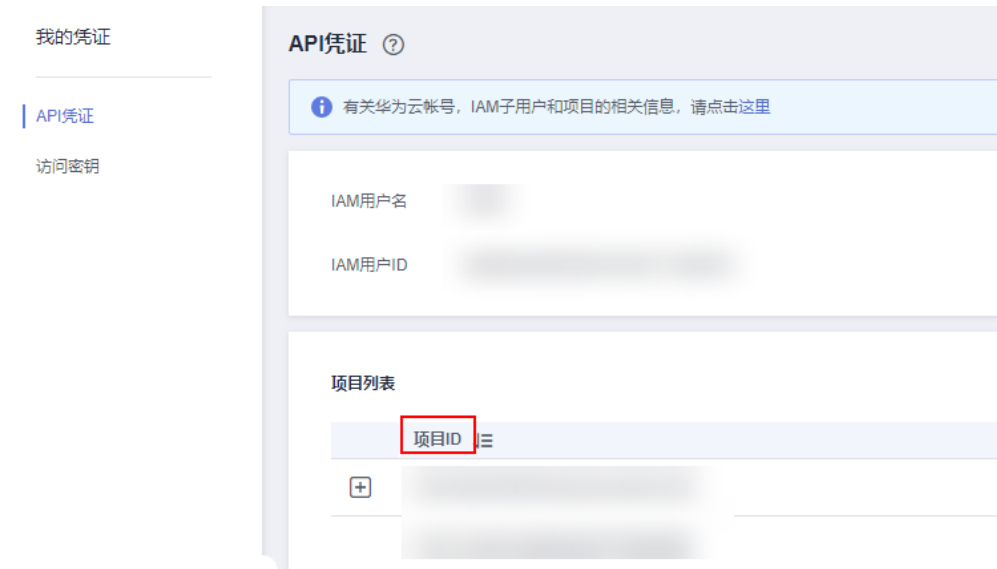 我的凭证
API凭证
访问密钥
API凭证
有关华为云帐号，IAM子用户和项目的相关信息，请点击这里
IAM用户名
IAM用户ID
项目列表
项目ID